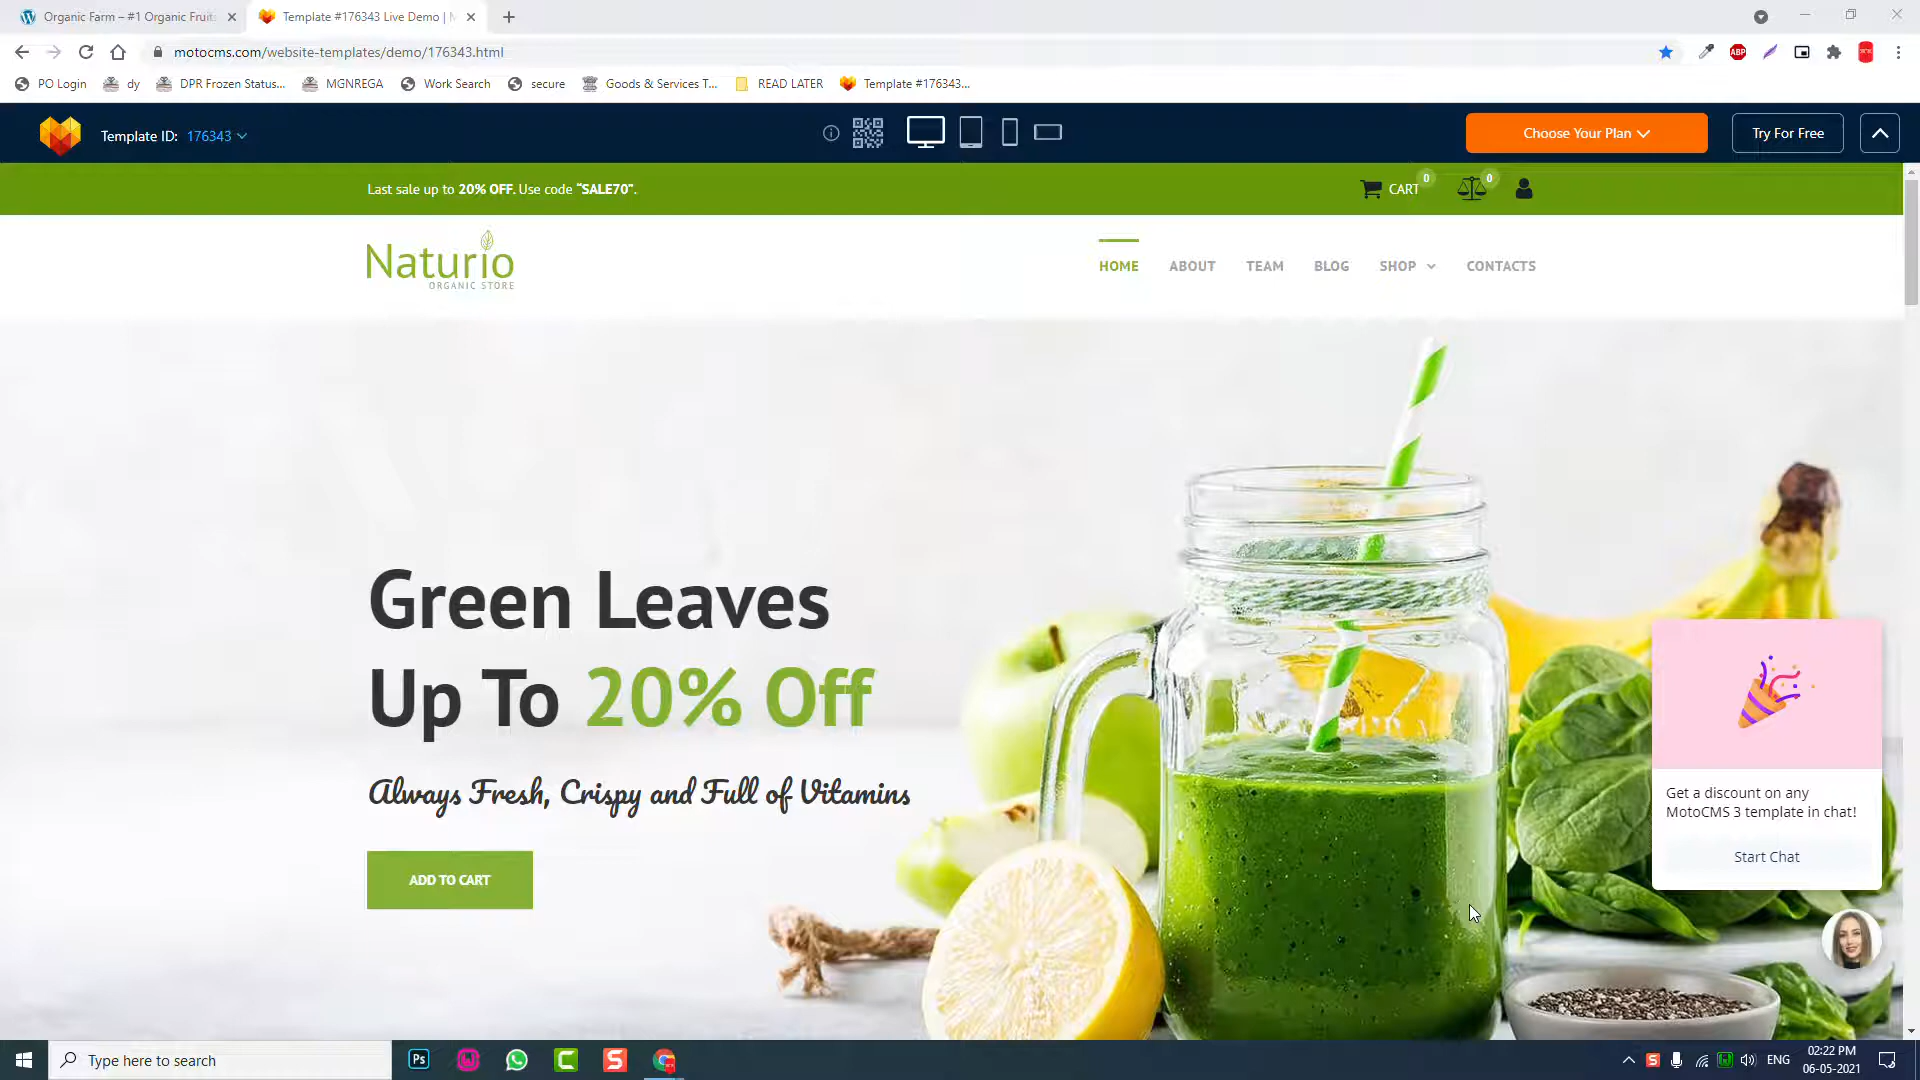 Organic Farm – #1 Organic Fruits
Template #176343 Live Demo | M
motocms.com/website-templates/demo/176343.html
ABP
PO Login
dy
DPR Frozen Status...
MGNREGA
Work Search
secure
Goods & Services T...
READ LATER
Template #176343...
Template ID: 176343
Choose Your Plan
Try For Free
Last sale up to 20% OFF. Use code “SALE70”.
CART 0
0
Naturio
ORGANIC STORE
HOME
ABOUT
TEAM
BLOG
SHOP
CONTACTS
Green Leaves
Up To 20% Off
Always Fresh, Crispy and Full of Vitamins
ADD TO CART
Get a discount on any
MotoCMS 3 template in chat!
Start Chat
Type here to search
Ps
ENG
02:22 PM
06-05-2021